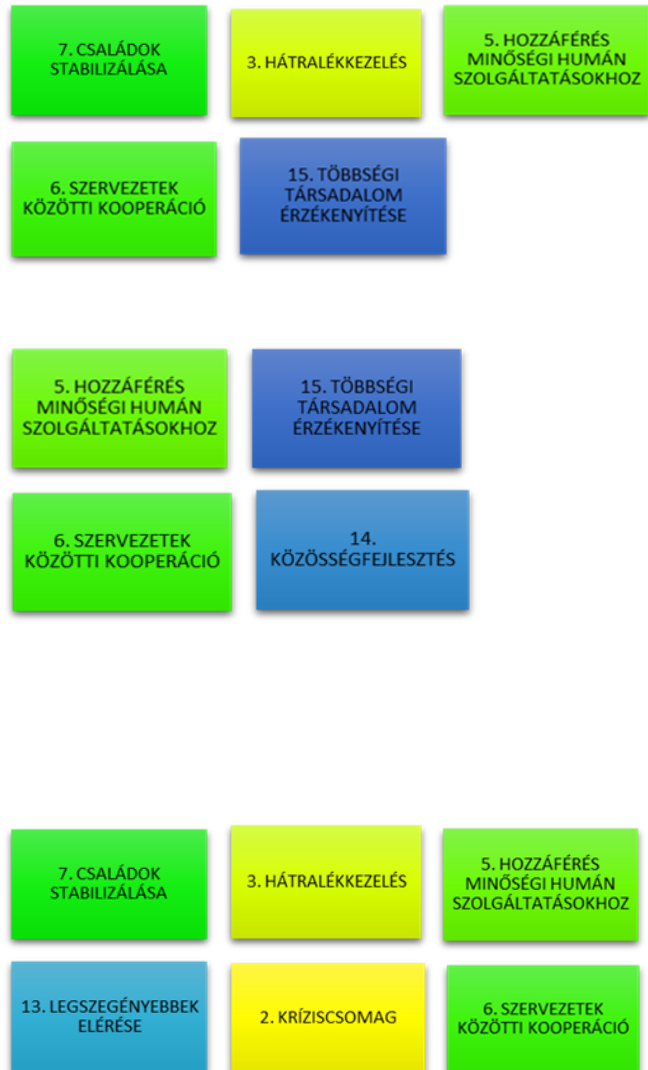 7. CSALÁDOK
STABILIZÁLÁSA
3. HÁTRALÉKKEZELÉS
5. HOZZÁFÉRÉS
MINŐSÉGI HUMÁN
SZOLGÁLTATÁSOKHOZ
6. SZERVEZETEK
KÖZÖTTI KOOPERÁCIÓ
15. TÖBBSÉGI
TÁRSADALOM
ÉRZÉKENYÍTÉSE
5. HOZZÁFÉRÉS
MINŐSÉGI HUMÁN
SZOLGÁLTATÁSOKHOZ
15. TÖBBSÉGI
TÁRSADALOM
ÉRZÉKENYÍTÉSE
6. SZERVEZETEK
KÖZÖTTI KOOPERÁCIÓ
14.
KÖZÖSSÉGFEJLESZTÉS
7. CSALÁDOK
STABILIZÁLÁSA
3. HÁTRALÉKKEZELÉS
5. HOZZÁFÉRÉS
MINŐSÉGI HUMÁN
SZOLGÁLTATÁSOKHOZ
13. LEGSZEGÉNYEBBEK
ELÉRÉSE
2. KRÍZISCSOMAG
6. SZERVEZETEK
KÖZÖTTI KOOPERÁCIÓ